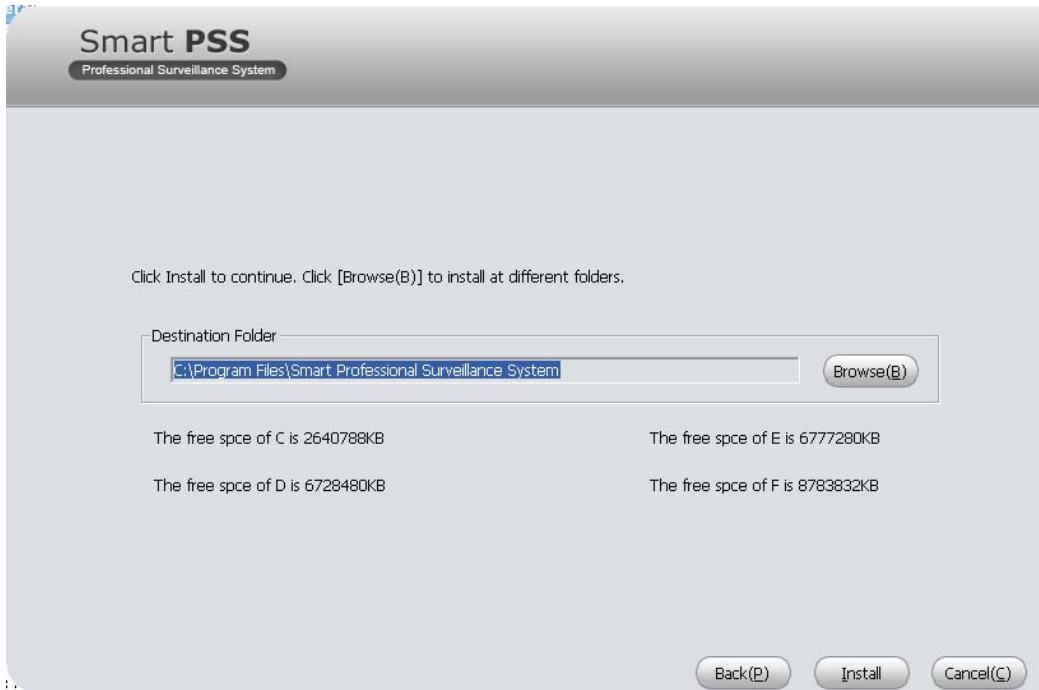 Smart PSS
Professional Surveillance System
Click Install to continue. Click [Browse(B)] to install at different folders.
Destination Folder
C:\Program Files\Smart Professional Surveillance System
Browse(B)
The free spce of C is 2640788KB
The free spce of E is 6777280KB
The free spce of D is 6728480KB
The free spce of F is 8783832KB
Back(P)
Install
Cancel(C)